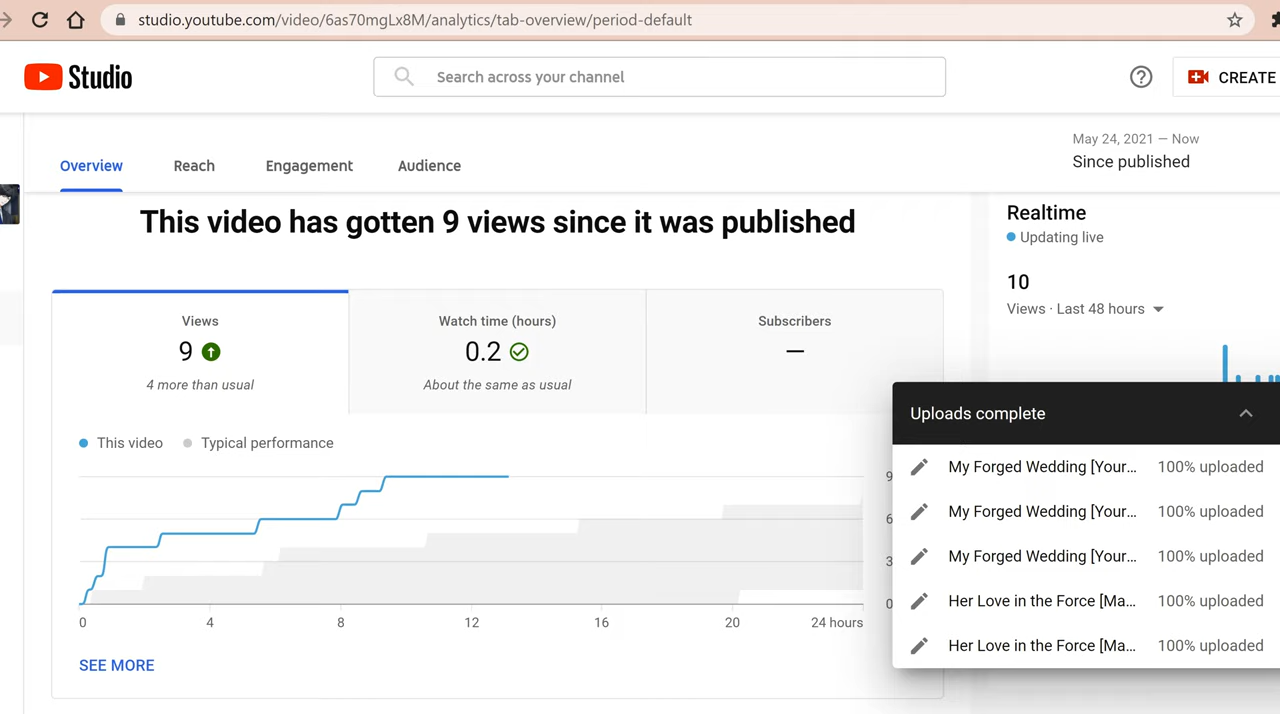 studio.youtube.com/video/6as70mgLx8M/analytics/tab-overview/period-default
Studio
Search across your channel
CREATE
Overview Reach Engagement Audience
May 24, 2021 – Now
Since published
This video has gotten 9 views since it was published
Realtime
Updating live
10
Views · Last 48 hours
Views
9
4 more than usual
Watch time (hours)
0.2
About the same as usual
Subscribers
—
This video Typical performance
9
6
3
0
0 4 8 12 16 20 24 hours
SEE MORE
Uploads complete
My Forged Wedding [Your... 100% uploaded
My Forged Wedding [Your... 100% uploaded
My Forged Wedding [Your... 100% uploaded
Her Love in the Force [Ma... 100% uploaded
Her Love in the Force [Ma... 100% uploaded